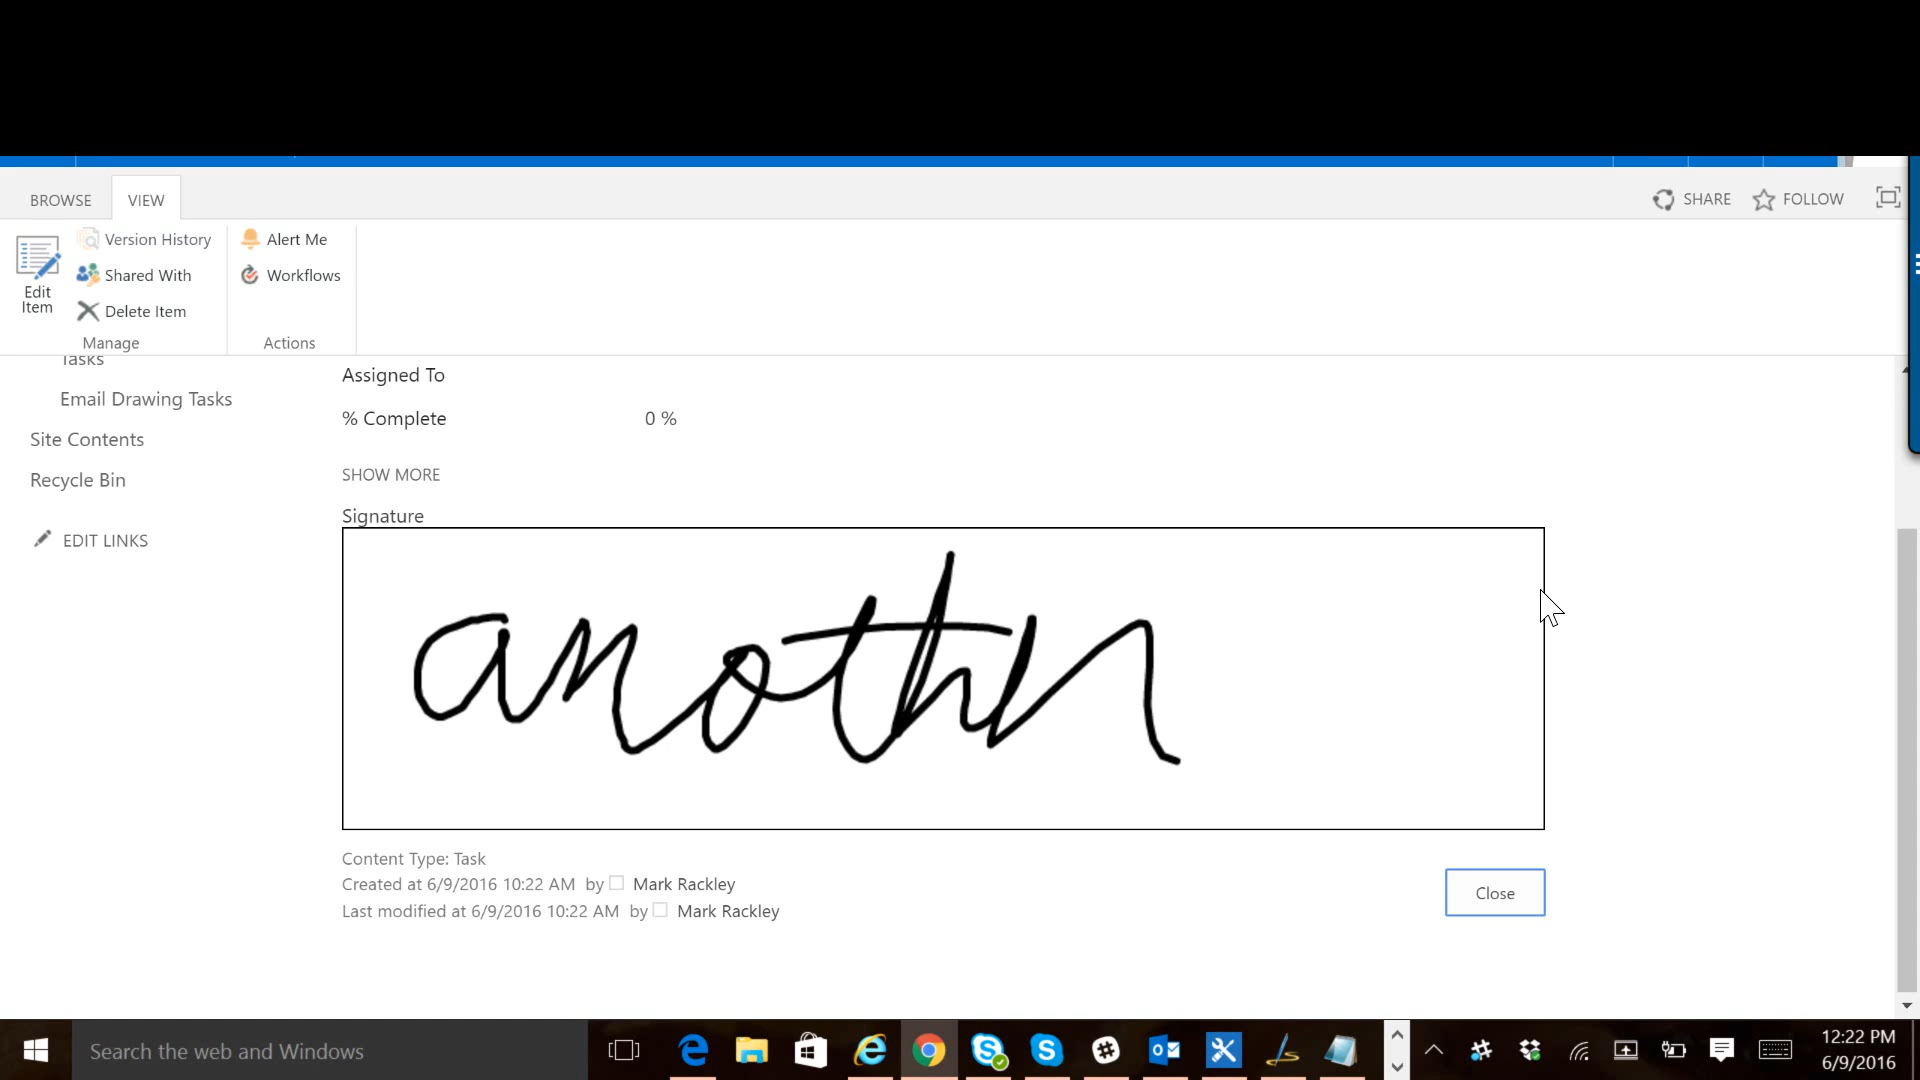 BROWSE VIEW SHARE FOLLOW
Edit Item
Version History
Shared With
Delete Item
Manage
Alert Me
Workflows
Actions
Tasks
Email Drawing Tasks
Site Contents
Recycle Bin
EDIT LINKS
Assigned To
% Complete 0 %
SHOW MORE
Signature
Content Type: Task
Created at 6/9/2016 10:22 AM by Mark Rackley
Last modified at 6/9/2016 10:22 AM by Mark Rackley
Close
Search the web and Windows
12:22 PM
6/9/2016